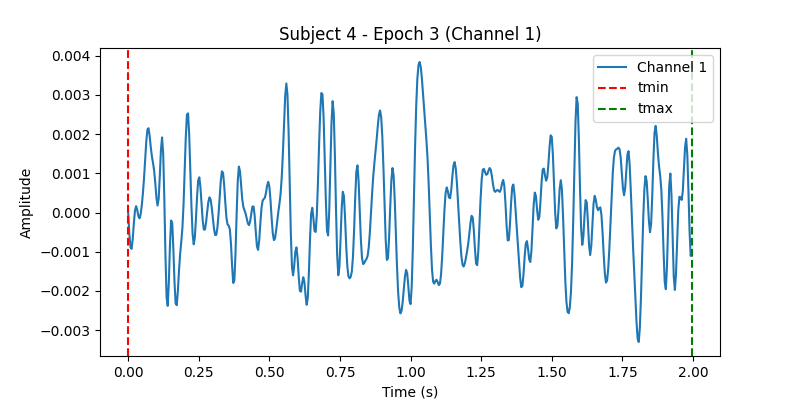 Subject 4 - Epoch 3 (Channel 1)
Channel 1
tmin
tmax
Amplitude
0.004
0.003
0.002
0.001
0.000
−0.001
−0.002
−0.003
0.00 0.25 0.50 0.75 1.00 1.25 1.50 1.75 2.00
Time (s)